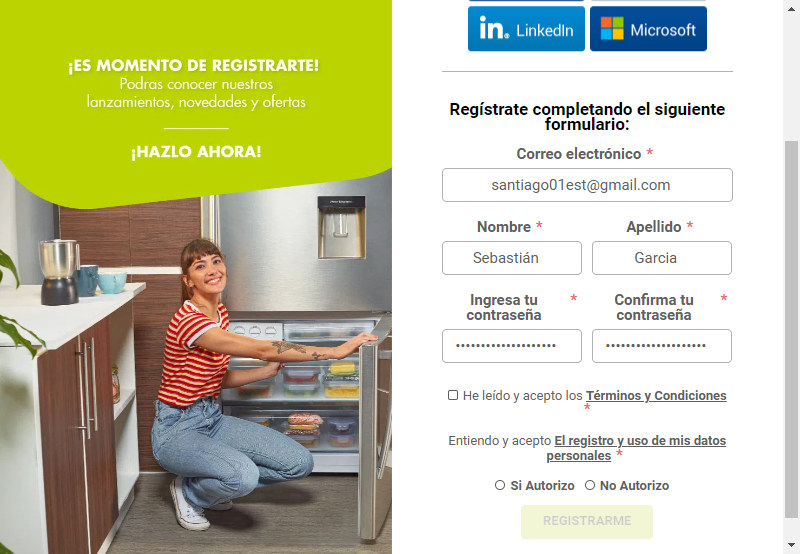 ¡ES MOMENTO DE REGISTRARTE!
Podras conocer nuestros
lanzamientos, novedades y ofertas
¡HAZLO AHORA!
in. LinkedIn
Microsoft
Regístrate completando el siguiente
formulario:
Correo electrónico *
santiago01est@gmail.com
Nombre *
Apellido *
Sebastián
Garcia
Ingresa tu
contraseña *
Confirma tu
contraseña *
••••••••••••••••••••
••••••••••••••••••••
He leído y acepto los Términos y Condiciones
*
Entiendo y acepto El registro y uso de mis datos
personales *
Si Autorizo
No Autorizo
REGISTRARME